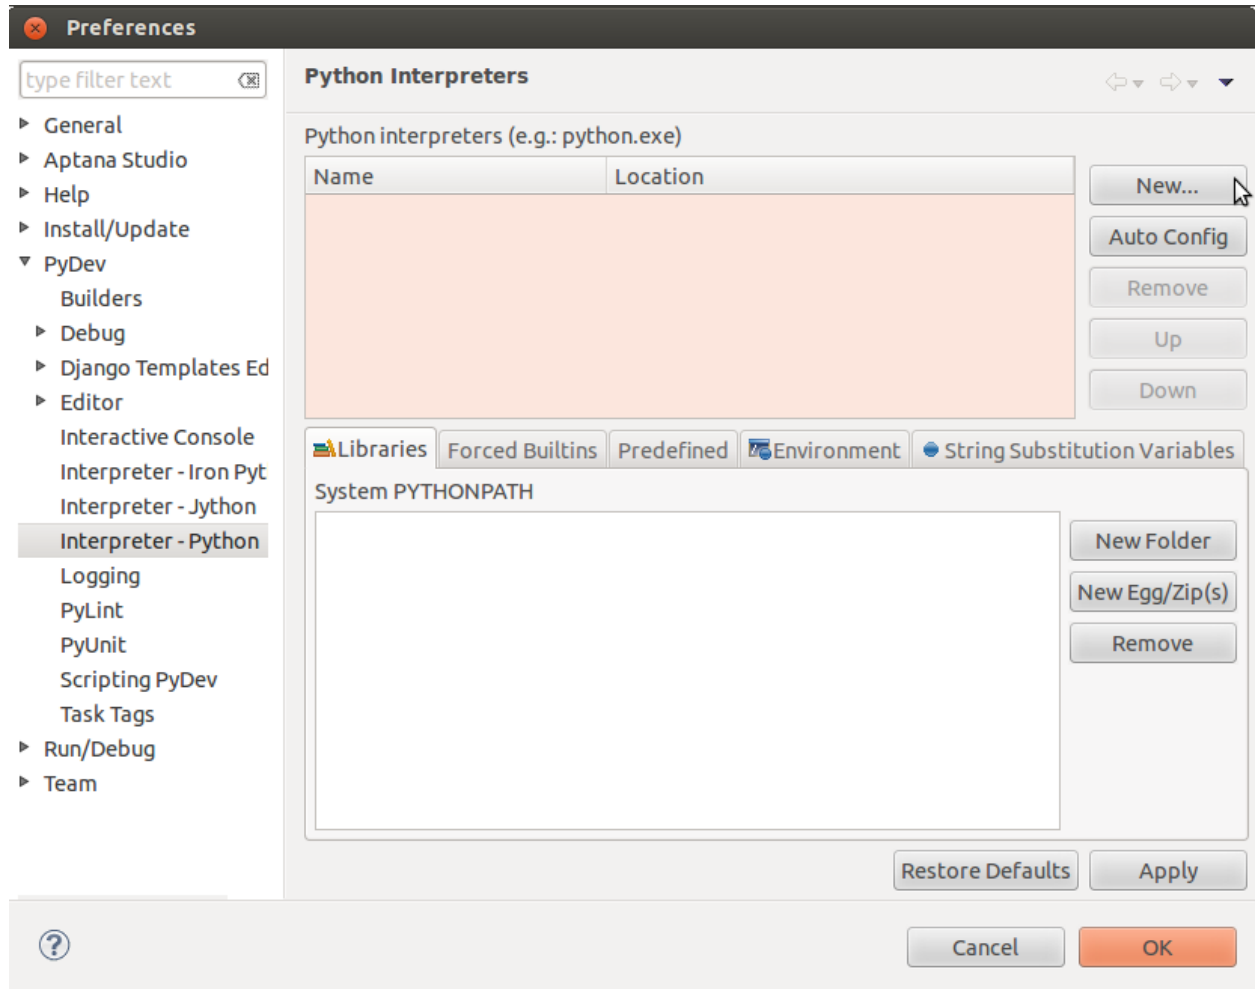 Preferences
type filter text
General
Aptana Studio
Help
Install/Update
PyDev
Builders
Debug
Django Templates Ed
Editor
Interactive Console
Interpreter - Iron Pyt
Interpreter - Jython
Interpreter - Python
Logging
PyLint
PyUnit
Scripting PyDev
Task Tags
Run/Debug
Team
Python Interpreters
Python interpreters (e.g.: python.exe)
Name Location
New...
Auto Config
Remove
Up
Down
Libraries Forced Builtins Predefined Environment String Substitution Variables
System PYTHONPATH
New Folder
New Egg/Zip(s)
Remove
Restore Defaults Apply
? Cancel OK